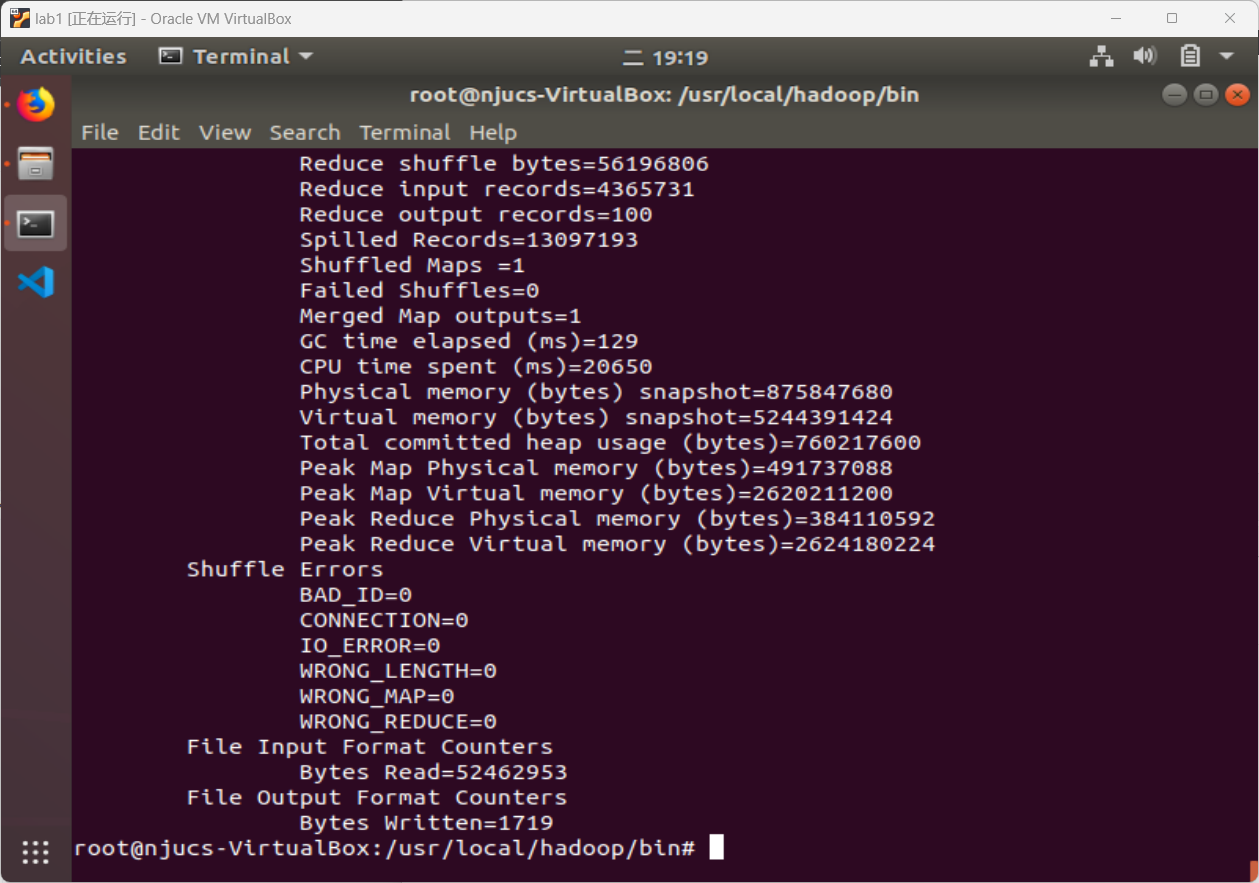 lab1 [正在运行] - Oracle VM VirtualBox
Activities Terminal 二 19:19
root@njucs-VirtualBox: /usr/local/hadoop/bin
File Edit View Search Terminal Help
Reduce shuffle bytes=56196806
Reduce input records=4365731
Reduce output records=100
Spilled Records=13097193
Shuffled Maps =1
Failed Shuffles=0
Merged Map outputs=1
GC time elapsed (ms)=129
CPU time spent (ms)=20650
Physical memory (bytes) snapshot=875847680
Virtual memory (bytes) snapshot=5244391424
Total committed heap usage (bytes)=760217600
Peak Map Physical memory (bytes)=491737088
Peak Map Virtual memory (bytes)=2620211200
Peak Reduce Physical memory (bytes)=384110592
Peak Reduce Virtual memory (bytes)=2624180224
Shuffle Errors
BAD_ID=0
CONNECTION=0
IO_ERROR=0
WRONG_LENGTH=0
WRONG_MAP=0
WRONG_REDUCE=0
File Input Format Counters
Bytes Read=52462953
File Output Format Counters
Bytes Written=1719
root@njucs-VirtualBox:/usr/local/hadoop/bin#